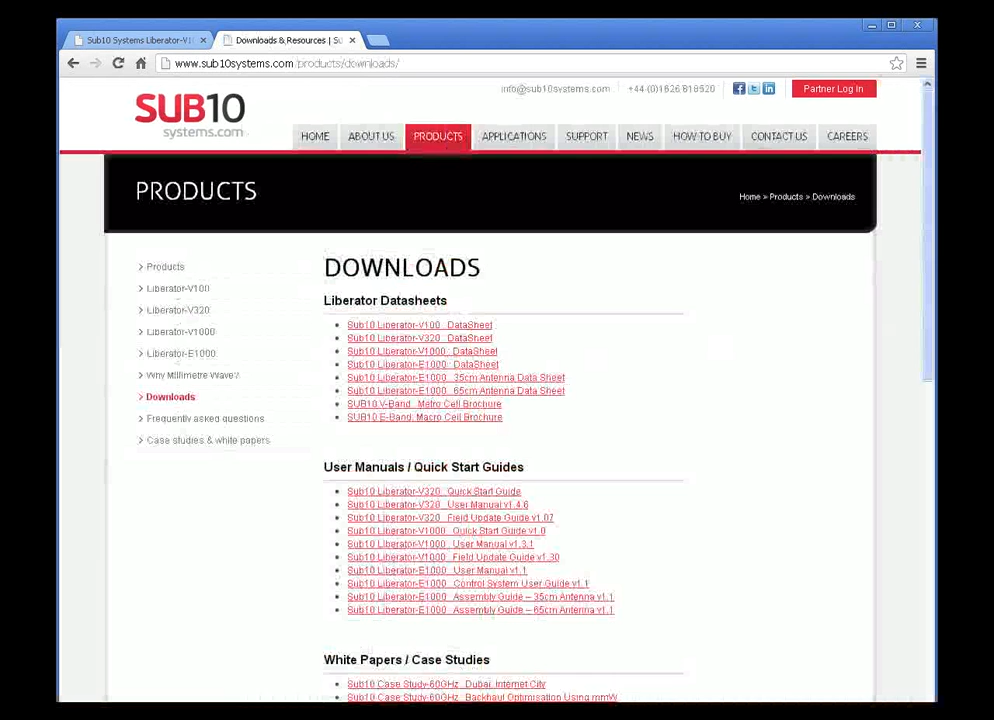 Sub10 Systems Liberator-V1
Downloads & Resources | Su
www.sub10systems.com/products/downloads/
info@sub10systems.com
+44-(0)1626 818520
Partner Log In
SUB10
systems.com
HOME
ABOUT US
PRODUCTS
APPLICATIONS
SUPPORT
NEWS
HOW TO BUY
CONTACT US
CAREERS
PRODUCTS
Home » Products » Downloads
Products
Liberator-V100
Liberator-V320
Liberator-V1000
Liberator-E1000
Why Millimetre Wave?
Downloads
Frequently asked questions
Case studies & white papers
DOWNLOADS
Liberator Datasheets
Sub10 Liberator-V100 : DataSheet
Sub10 Liberator-V320 : DataSheet
Sub10 Liberator-V1000 : DataSheet
Sub10 Liberator-E1000 : DataSheet
Sub10 Liberator-E1000 : 35cm Antenna Data Sheet
Sub10 Liberator-E1000 : 65cm Antenna Data Sheet
SUB10 V-Band: Metro Cell Brochure
SUB10 E-Band: Macro Cell Brochure
User Manuals / Quick Start Guides
Sub10 Liberator-V320 : Quick Start Guide
Sub10 Liberator-V320 : User Manual v1.4.6
Sub10 Liberator-V320 : Field Update Guide v1.07
Sub10 Liberator-V1000 : Quick Start Guide v1.0
Sub10 Liberator-V1000 : User Manual v1.3.1
Sub10 Liberator-V1000 : Field Update Guide v1.30
Sub10 Liberator-E1000 : User Manual v1.1
Sub10 Liberator-E1000 : Control System User Guide v1.1
Sub10 Liberator-E1000 : Assembly Guide – 35cm Antenna v1.1
Sub10 Liberator-E1000 : Assembly Guide – 65cm Antenna v1.1
White Papers / Case Studies
Sub10 Case Study-60GHz : Dubai Internet City
Sub10 Case Study-60GHz : Backhaul Optimisation Using mmW